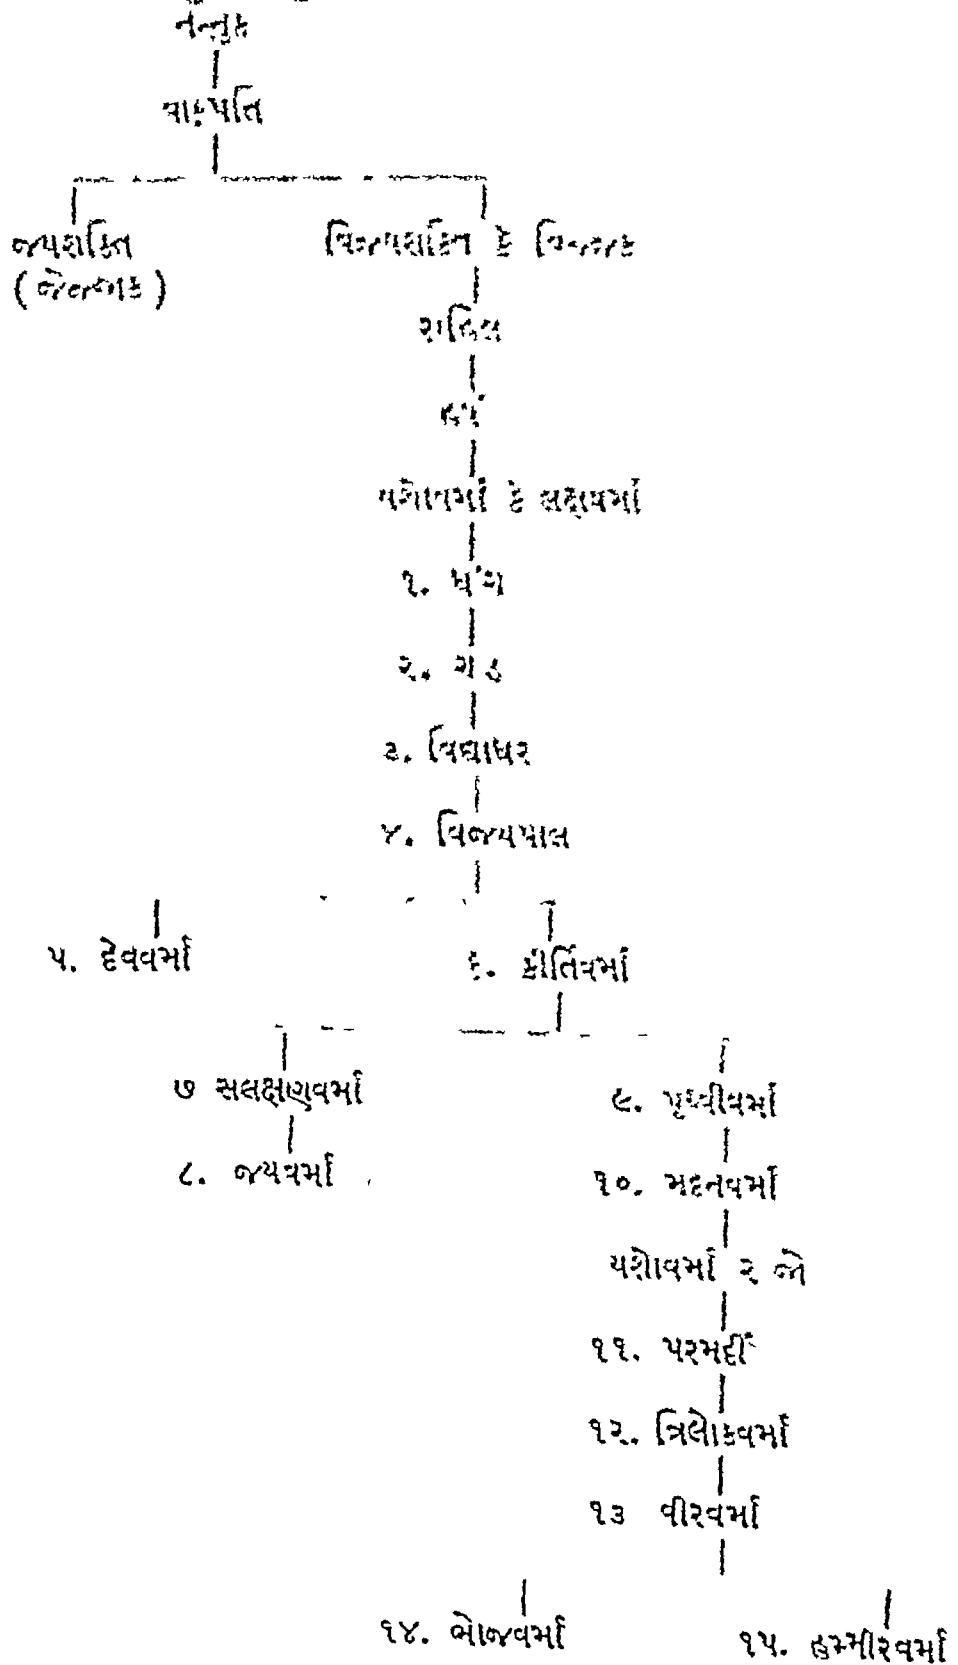 નન્નુક
વાક્પતિ
જયશક્તિ
(જેજ્જાક)
વિજયશક્તિ કે વિજ્જક
રાહિલ
હર્ષ
યશોવર્મા કે લક્ષવર્મા
૧. ધંગ
૨. ગંડ
૩. વિદ્યાધર
૪. વિજયપાલ
૫. દેવવર્મા
૬. કીર્તિવર્મા
૭ સલક્ષણવર્મા
૯. પૃથ્વીવર્મા
૮. જયવર્મા
૧૦. મદનવર્મા
યશોવર્મા ૨ જો
૧૧. પરમર્દી
૧૨. ત્રિલોકવર્મા
૧૩ વીરવર્મા
૧૪. ભોજવર્મા
૧૫. હમ્મીરવર્મા